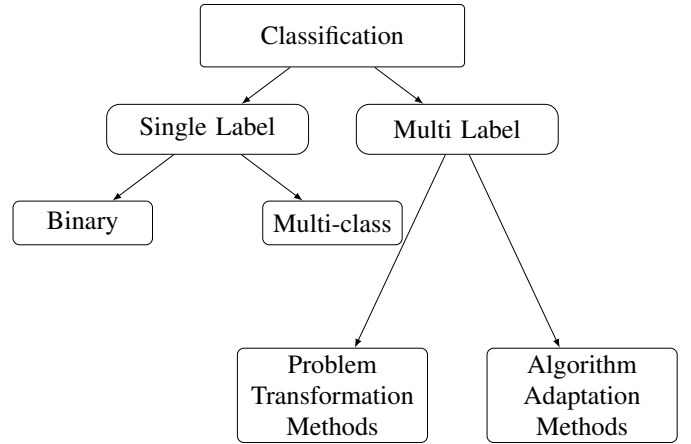 Classification
Single Label
Multi Label
Binary
Multi-class
Problem
Transformation
Methods
Algorithm
Adaptation
Methods